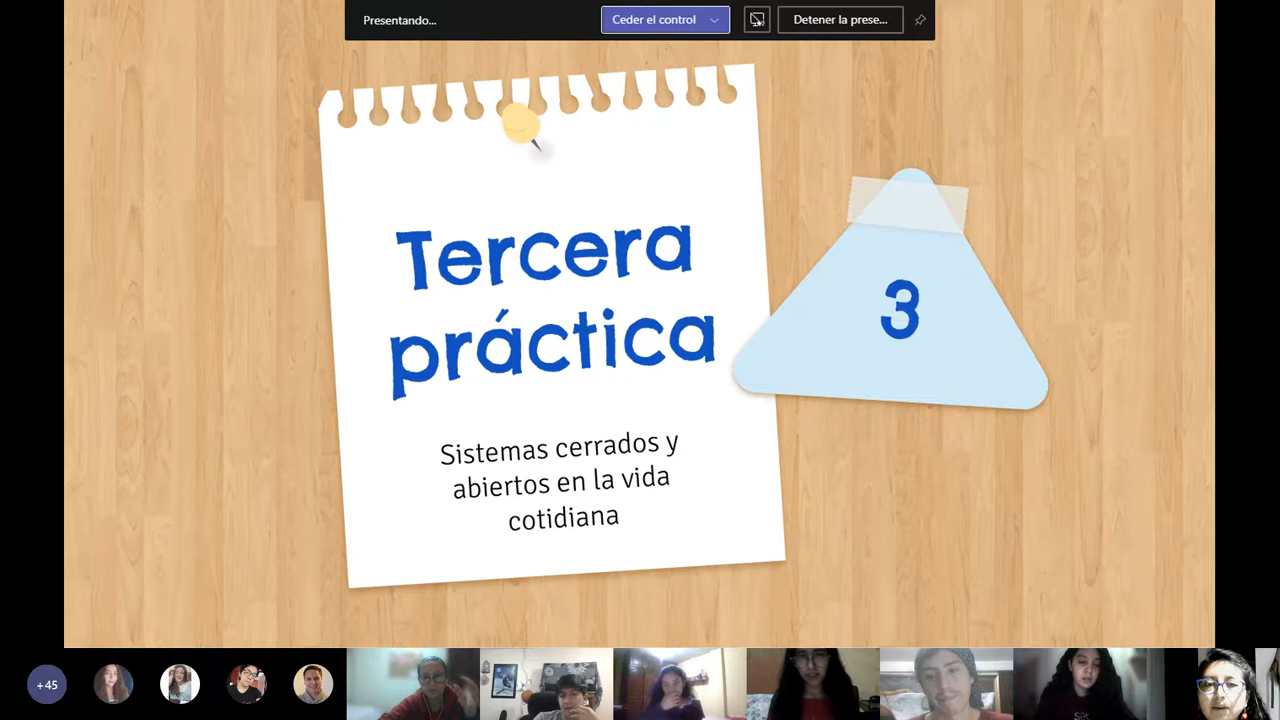 Presentando...
Ceder el control
Detener la prese...
Tercera
práctica
3
Sistemas cerrados y
abiertos en la vida
cotidiana
+45